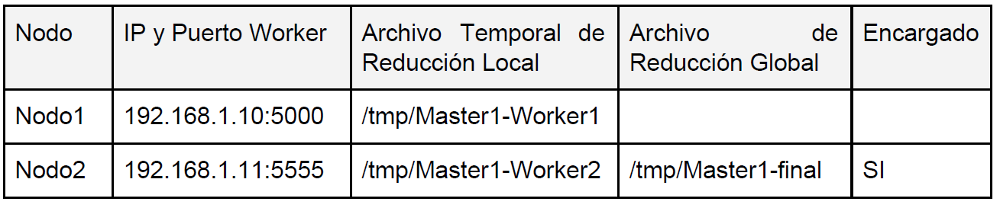 Nodo IP y Puerto Worker Archivo Temporal de Archivo de Encargado
Reducción Local Reducción Global
Nodo1 192.168.1.10:5000 /tmp/Master1-Worker1
Nodo2 192.168.1.11:5555 /tmp/Master1-Worker2 /tmp/Master1-final SI